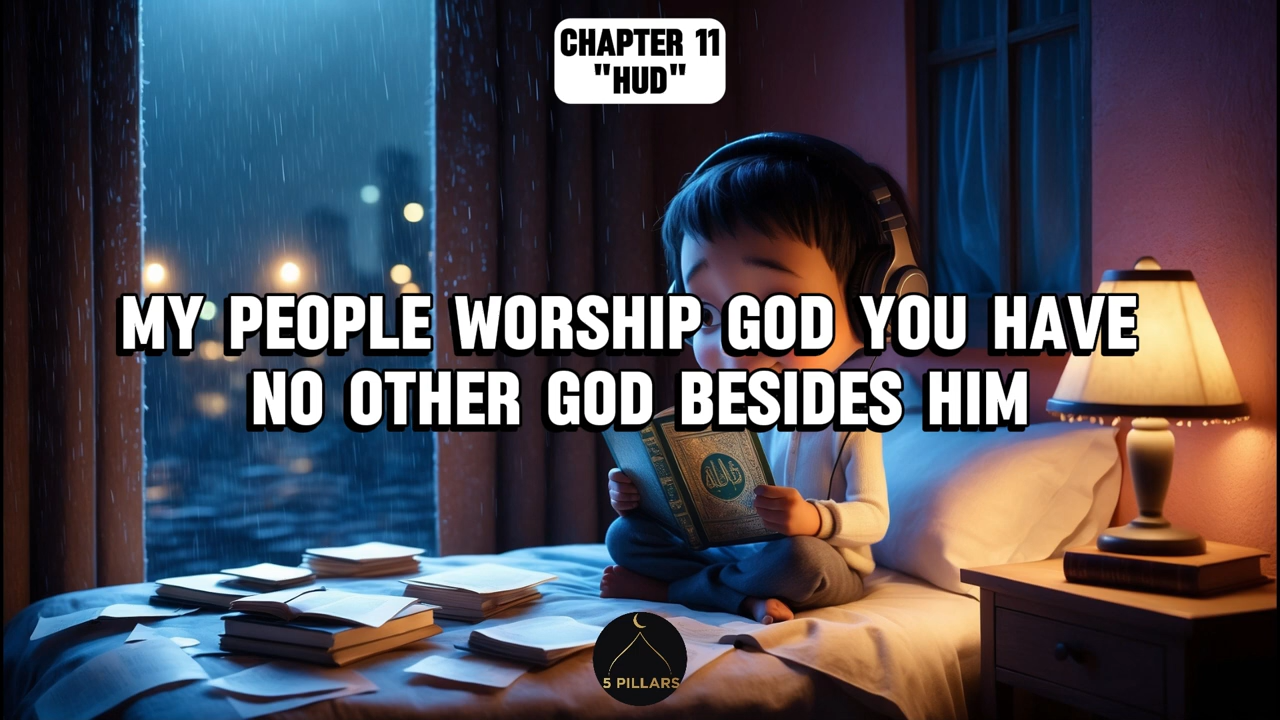 CHAPTER 11
"HUD"
MY PEOPLE WORSHIP GOD YOU HAVE
NO OTHER GOD BESIDES HIM
5 PILLARS